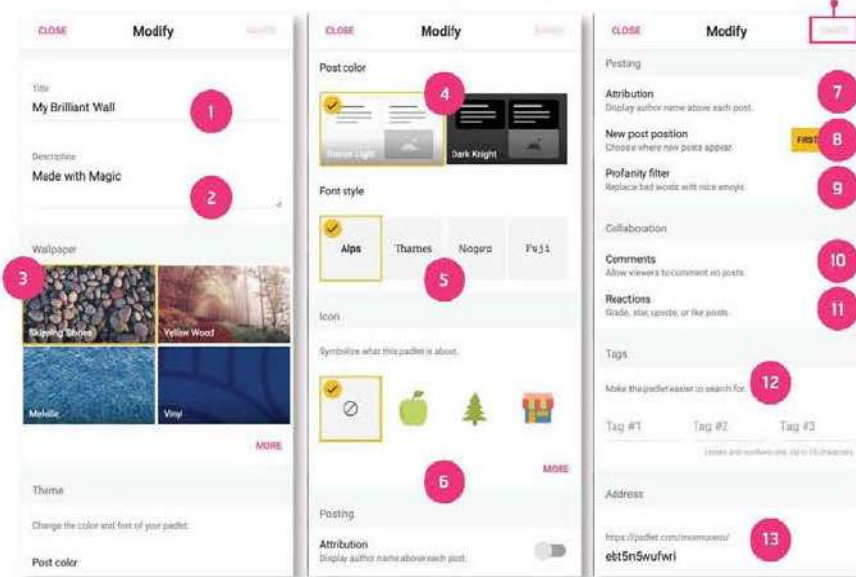 CLOSE Modify
Title
My Brilliant Wall
1
Description
Made with Magic
2
Wallpaper
3
Skipping Stones
Yellow Wood
Melville
Vinyl
MORE
Theme
Change the color and font of your padlet.
Post color
CLOSE Modify
Post color
4
Dark Knight
Font style
Alps Thames Niagara Fuji
5
Icon
Symbolize what this padlet is about.
MORE
6
Posting
Attribution
Display author name above each post.
CLOSE Modify
Posting
Attribution
Display author name above each post.
7
New post position
Choose where new posts appear.
FIRST
8
Profanity filter
Replace bad words with nice emojis.
9
Collaboration
Comments
Allow viewers to comment on posts.
10
Reactions
Grade, star, upvote, or like posts.
11
Tags
Make the padlet easier to search for.
12
Tag #1 Tag #2 Tag #3
Address
13